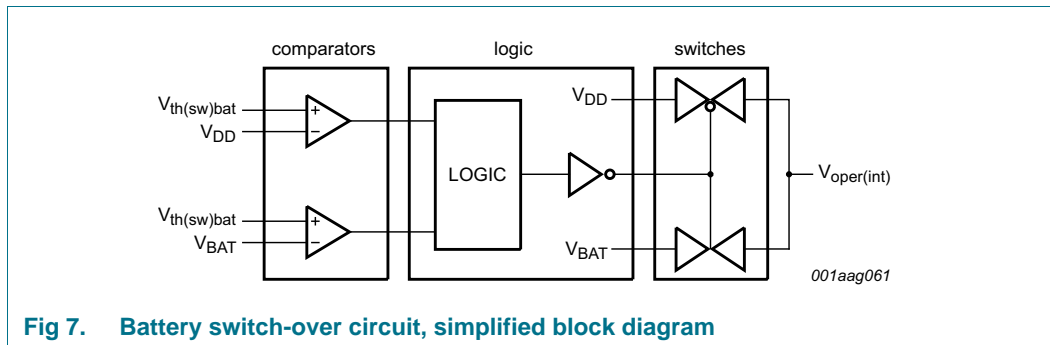 comparators logic switches
Vth(sw)bat
+
VDD
−
VDD
LOGIC
Voper(int)
Vth(sw)bat
+
VBAT
−
VBAT
001aag061
Fig 7. Battery switch-over circuit, simplified block diagram